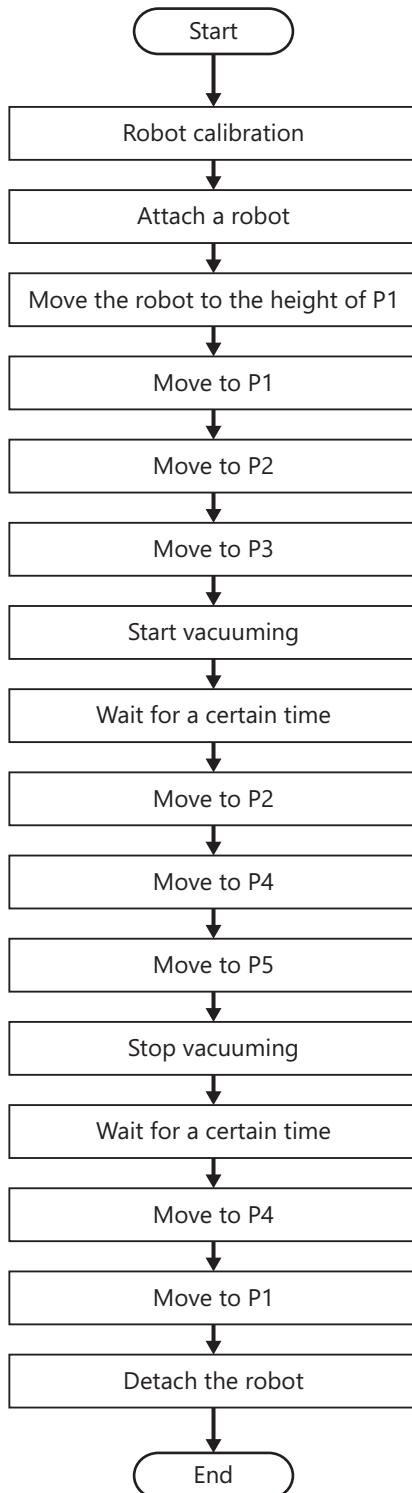 Start
Robot calibration
Attach a robot
Move the robot to the height of P1
Move to P1
Move to P2
Move to P3
Start vacuuming
Wait for a certain time
Move to P2
Move to P4
Move to P5
Stop vacuuming
Wait for a certain time
Move to P4
Move to P1
Detach the robot
End